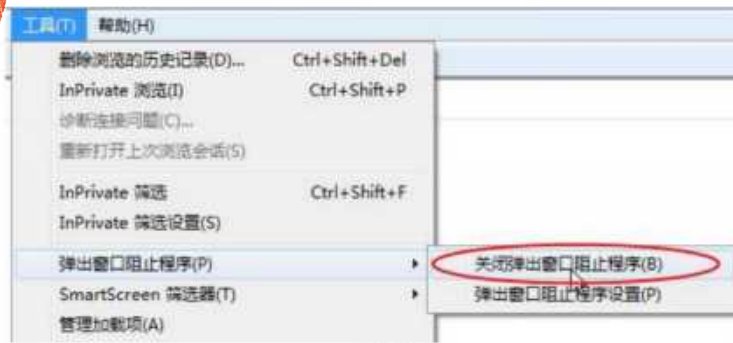 工具(T) 帮助(H)
删除浏览的历史记录(D)... Ctrl+Shift+Del
InPrivate 浏览(I) Ctrl+Shift+P
诊断连接问题(C)...
重新打开上次浏览会话(S)
InPrivate 筛选 Ctrl+Shift+F
InPrivate 筛选设置(S)
弹出窗口阻止程序(P) 关闭弹出窗口阻止程序(B)
SmartScreen 筛选器(T) 弹出窗口阻止程序设置(P)
管理加载项(A)